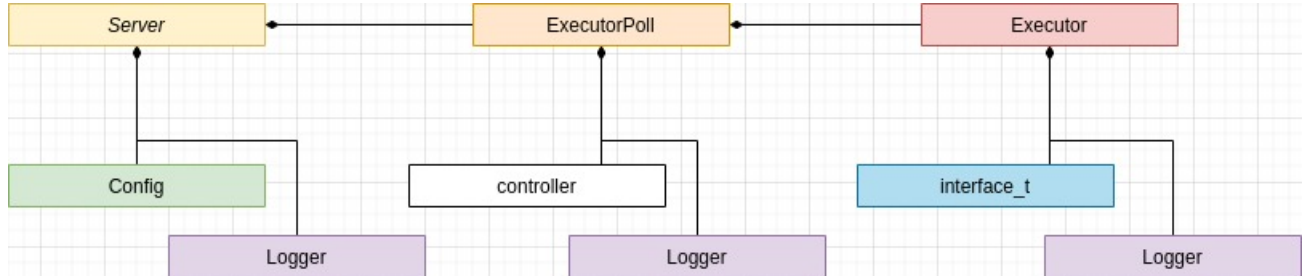 Server
ExecutorPoll
Executor
Config
controller
interface_t
Logger
Logger
Logger